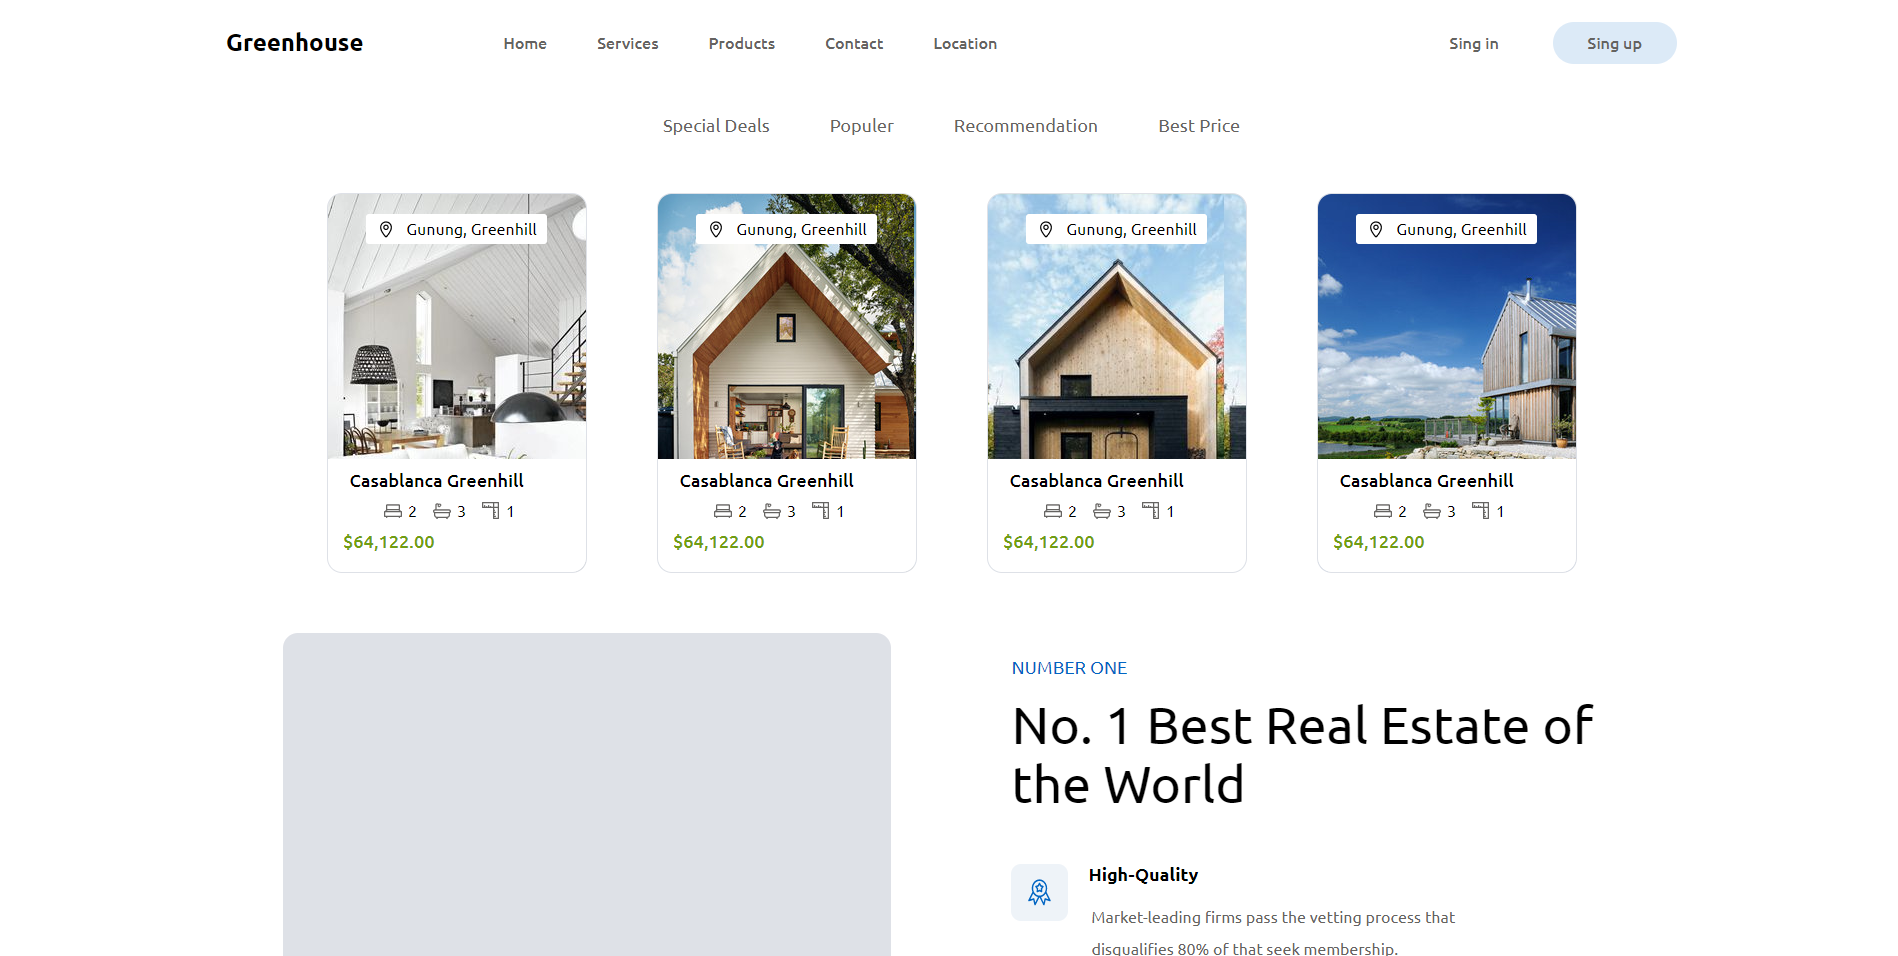 Greenhouse
Home Services Products Contact Location
Sing in
Sing up
Special Deals Populer Recommendation Best Price
Gunung, Greenhill
Casablanca Greenhill
2 3 1
$64,122.00
Gunung, Greenhill
Casablanca Greenhill
2 3 1
$64,122.00
Gunung, Greenhill
Casablanca Greenhill
2 3 1
$64,122.00
Gunung, Greenhill
Casablanca Greenhill
2 3 1
$64,122.00
NUMBER ONE
No. 1 Best Real Estate of
the World
High-Quality
Market-leading firms pass the vetting process that
disqualifies 80% of that seek membership.